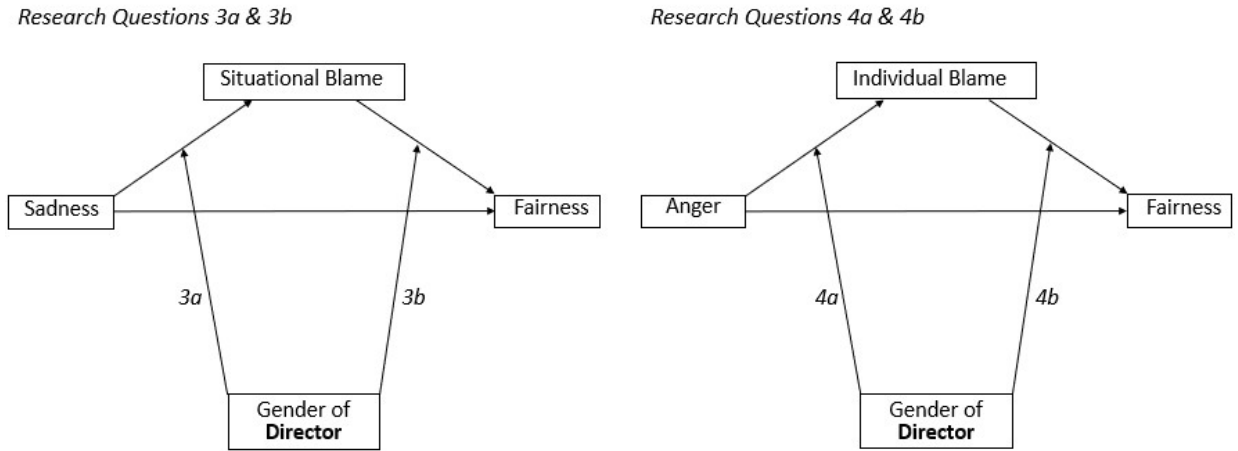 Research Questions 3a & 3b
Situational Blame
Sadness
Fairness
3a
3b
Gender of
Director
Research Questions 4a & 4b
Individual Blame
Anger
Fairness
4a
4b
Gender of
Director